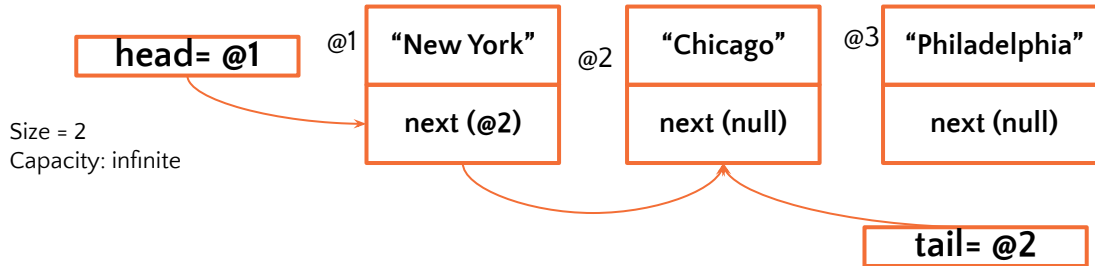 head= @1
@1
“New York”
next (@2)
@2
“Chicago”
next (null)
@3
“Philadelphia”
next (null)
Size = 2
Capacity: infinite
tail= @2